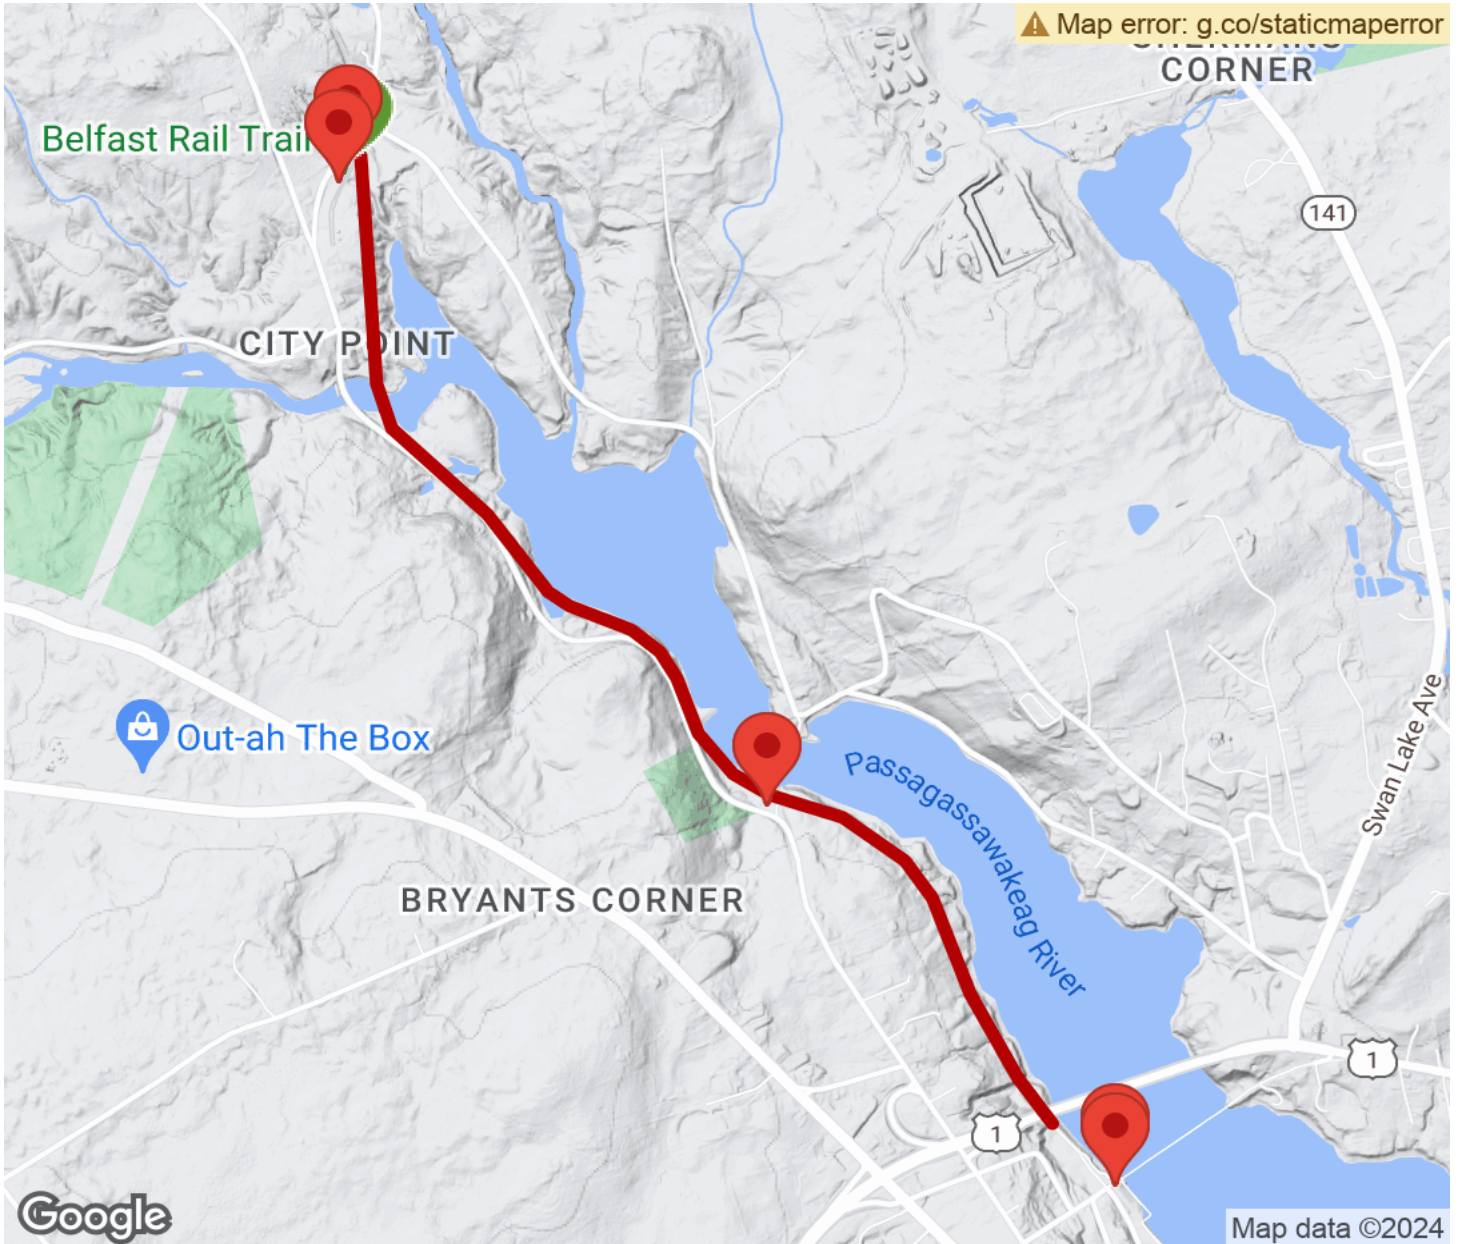 Map error: g.co/staticmaperror
SHERMANS
CORNER
Belfast Rail Trail
141
CITY POINT
Out-ah The Box
Passagassawakeag River
Swan Lake Ave
BRYANTS CORNER
1
1
Google
Map data ©2024